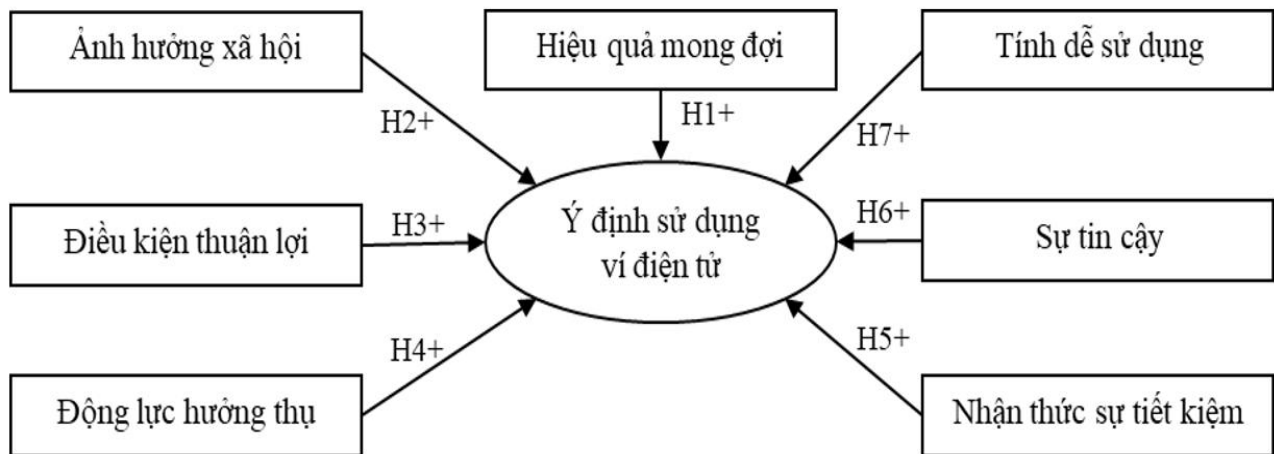 Ảnh hưởng xã hội
Hiệu quả mong đợi
Tính dễ sử dụng
H2+
H1+
H7+
Điều kiện thuận lợi
H3+
Ý định sử dụng
ví điện tử
H6+
Sự tin cậy
H4+
H5+
Động lực hưởng thụ
Nhận thức sự tiết kiệm